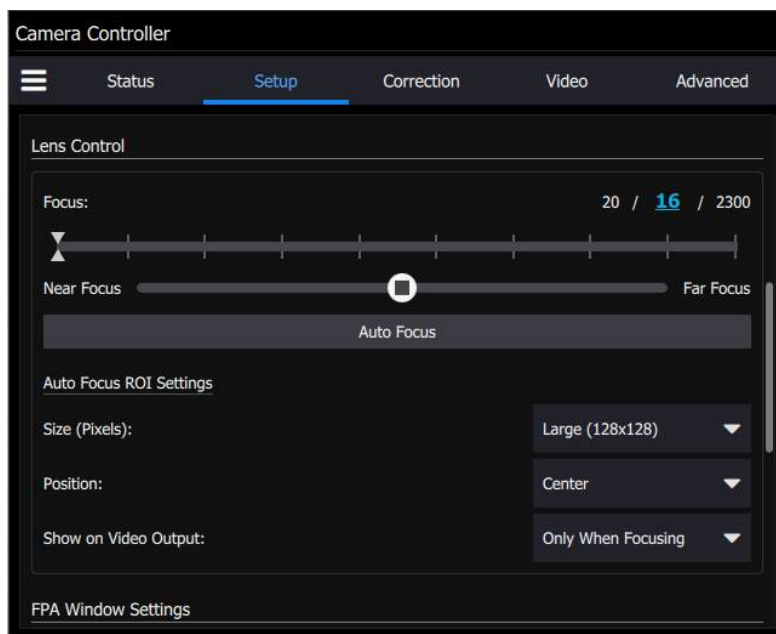 Camera Controller
Status Setup Correction Video Advanced
Lens Control
Focus: 20 / 16 / 2300
Near Focus Far Focus
Auto Focus
Auto Focus ROI Settings
Size (Pixels): Large (128x128)
Position: Center
Show on Video Output: Only When Focusing
FPA Window Settings